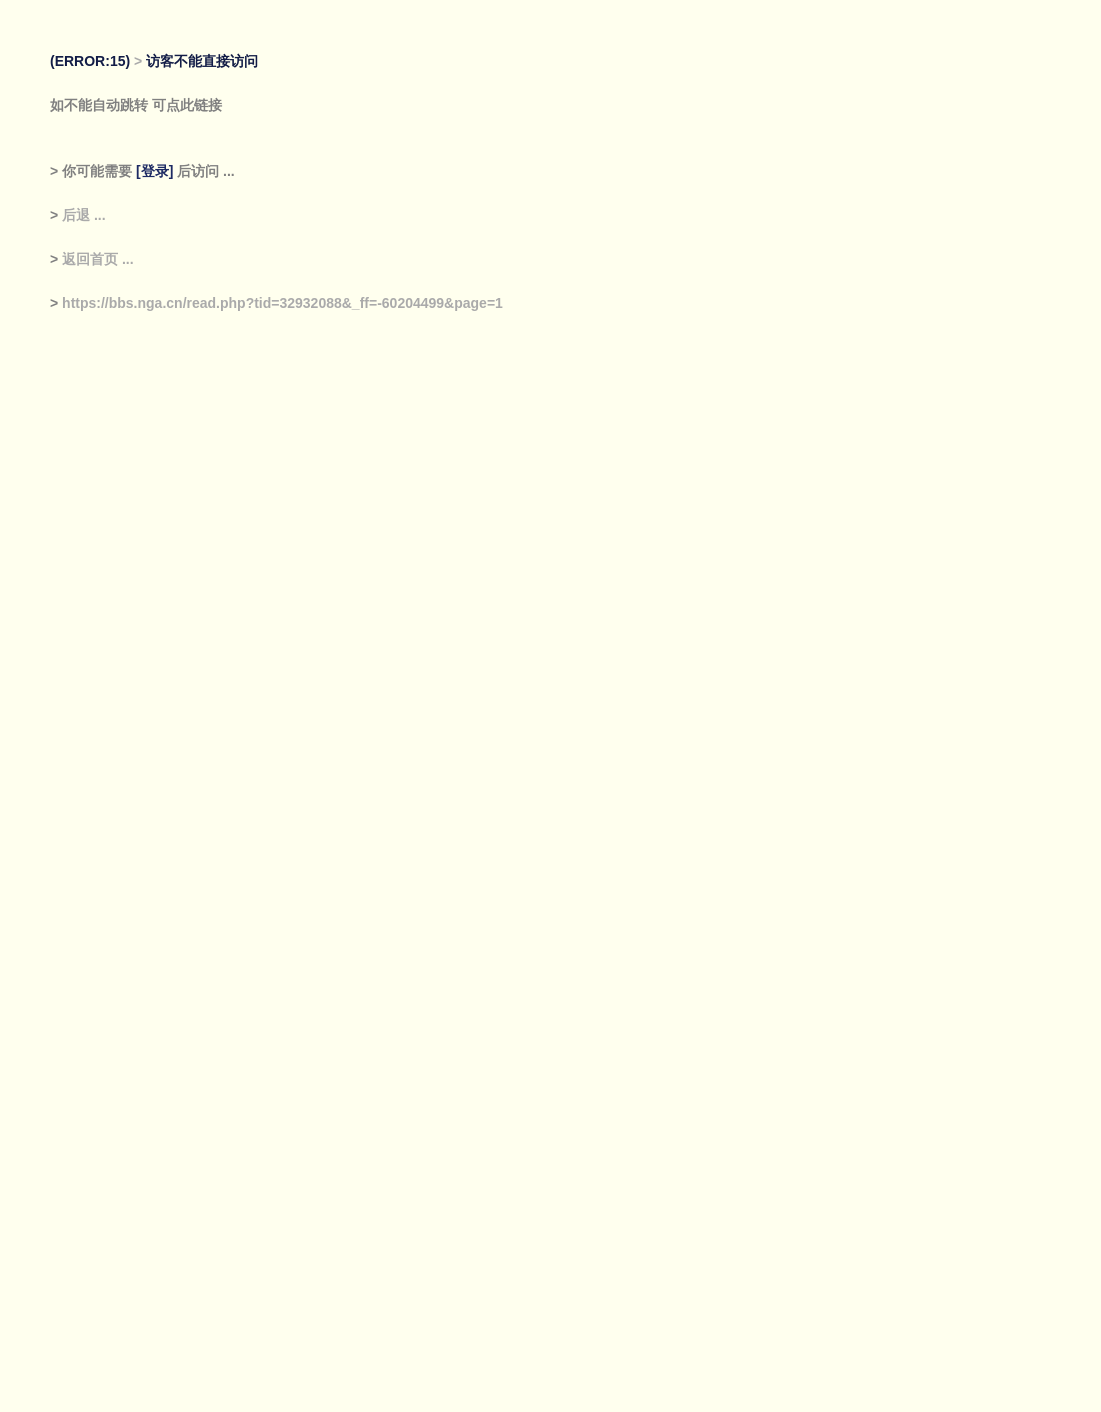 (ERROR:15) > 访客不能直接访问
如不能自动跳转 可点此链接
> 你可能需要 [登录] 后访问 ...
> 后退 ...
> 返回首页 ...
> https://bbs.nga.cn/read.php?tid=32932088&_ff=-60204499&page=1